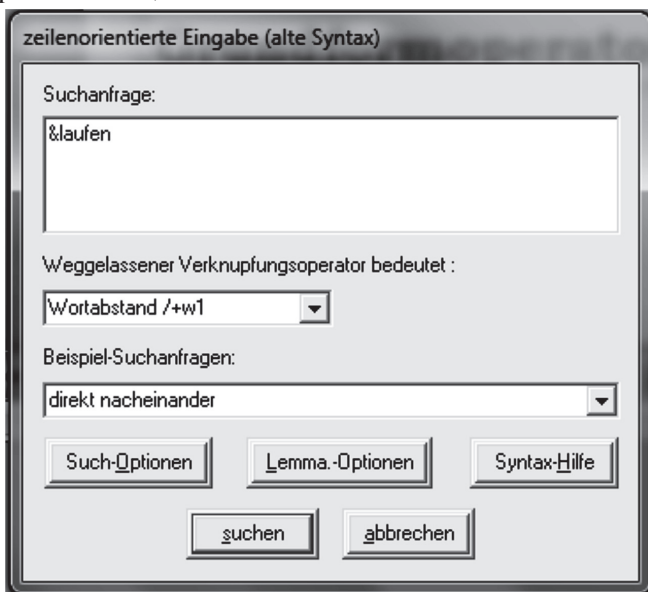 zeilenorientierte Eingabe (alte Syntax)
Suchanfrage:
&laufen
Weggelassener Verknupfungsoperator bedeutet :
Wortabstand /+w1
Beispiel-Suchanfragen:
direkt nacheinander
Such-Optionen Lemma.-Optionen Syntax-Hilfe
suchen abbrechen